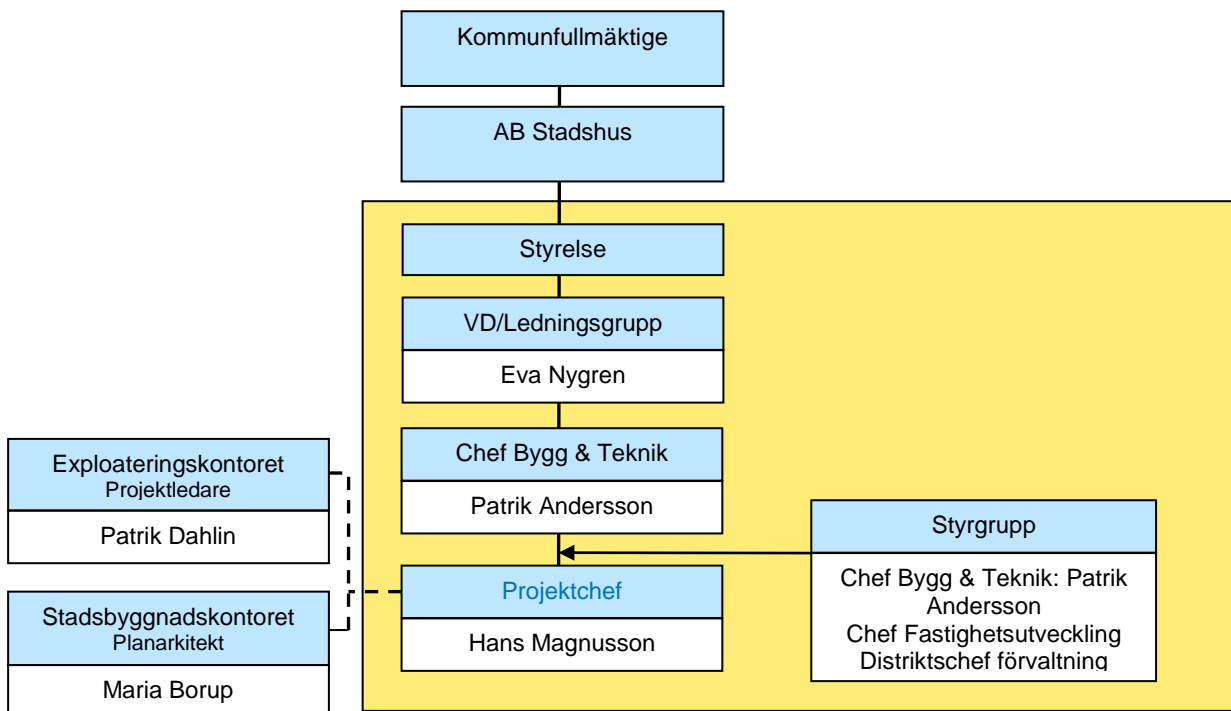 Kommunfullmäktige
AB Stadshus
Styrelse
VD/Ledningsgrupp
Eva Nygren
Chef Bygg & Teknik
Patrik Andersson
Exploateringskontoret
Projektledare
Patrik Dahlin
Styrgrupp
Chef Bygg & Teknik: Patrik
Andersson
Chef Fastighetsutveckling
Distriktschef förvaltning
Projektchef
Hans Magnusson
Stadsbyggnadskontoret
Planarkitekt
Maria Borup